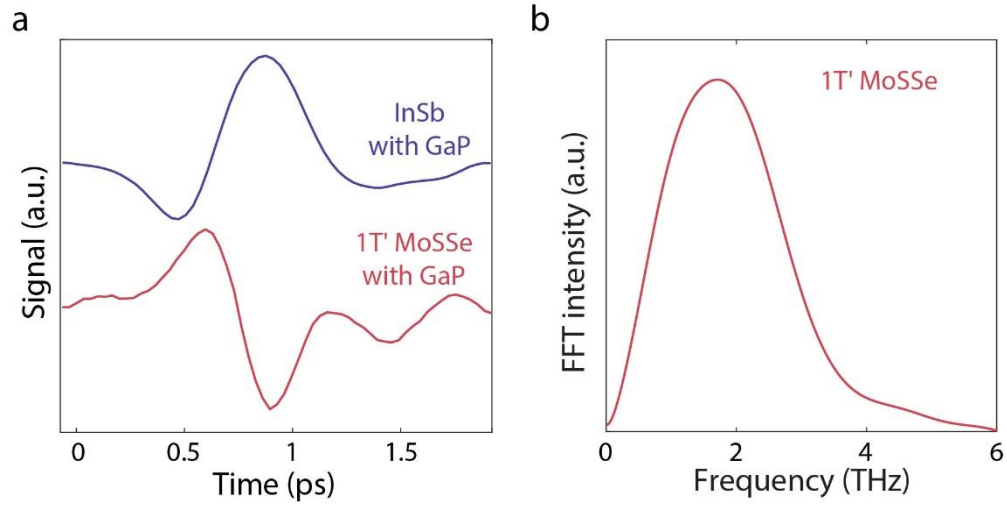 a
InSb
with GaP
1T' MoSSe
with GaP
Signal (a.u.)
0
0.5
1
1.5
Time (ps)
b
1T' MoSSe
FFT intensity (a.u.)
0
2
4
6
Frequency (THz)